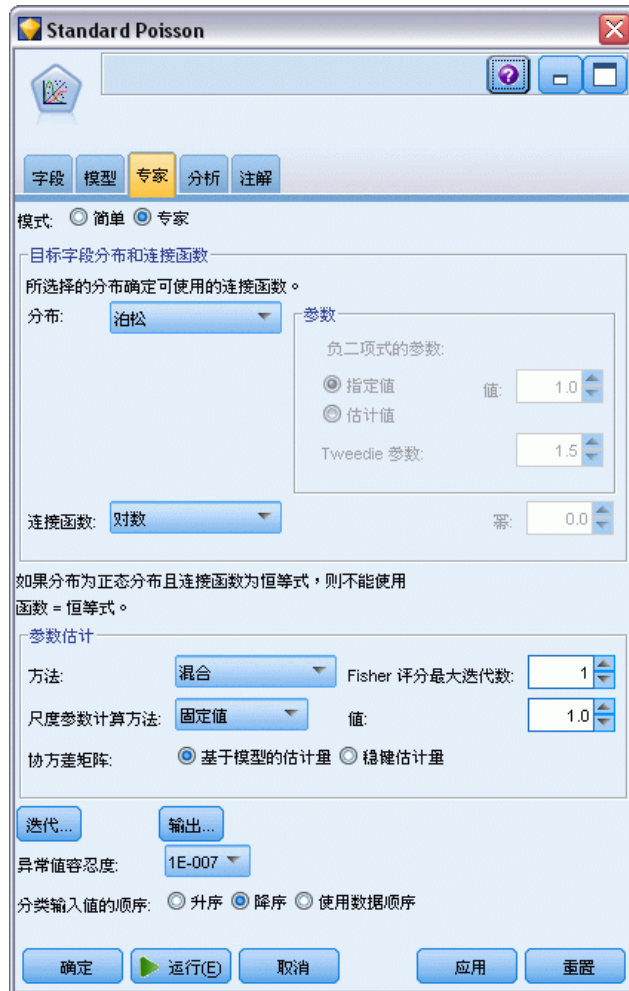 Standard Poisson
字段 模型 专家 分析 注解
模式: 简单 专家
目标字段分布和连接函数
所选择的分布确定可使用的连接函数。
分布: 泊松
参数
负二项式的参数:
指定值 值: 1.0
估计值
Tweedie 参数: 1.5
连接函数: 对数 幂: 0.0
如果分布为正态分布且连接函数为恒等式，则不能使用
函数 = 恒等式。
参数估计
方法: 混合 Fisher 评分最大迭代数: 1
尺度参数计算方法: 固定值 值: 1.0
协方差矩阵: 基于模型的估计量 稳键估计量
迭代... 输出...
异常值容忍度: 1E-007
分类输入值的顺序: 升序 降序 使用数据顺序
确定 运行(E) 取消 应用 重置